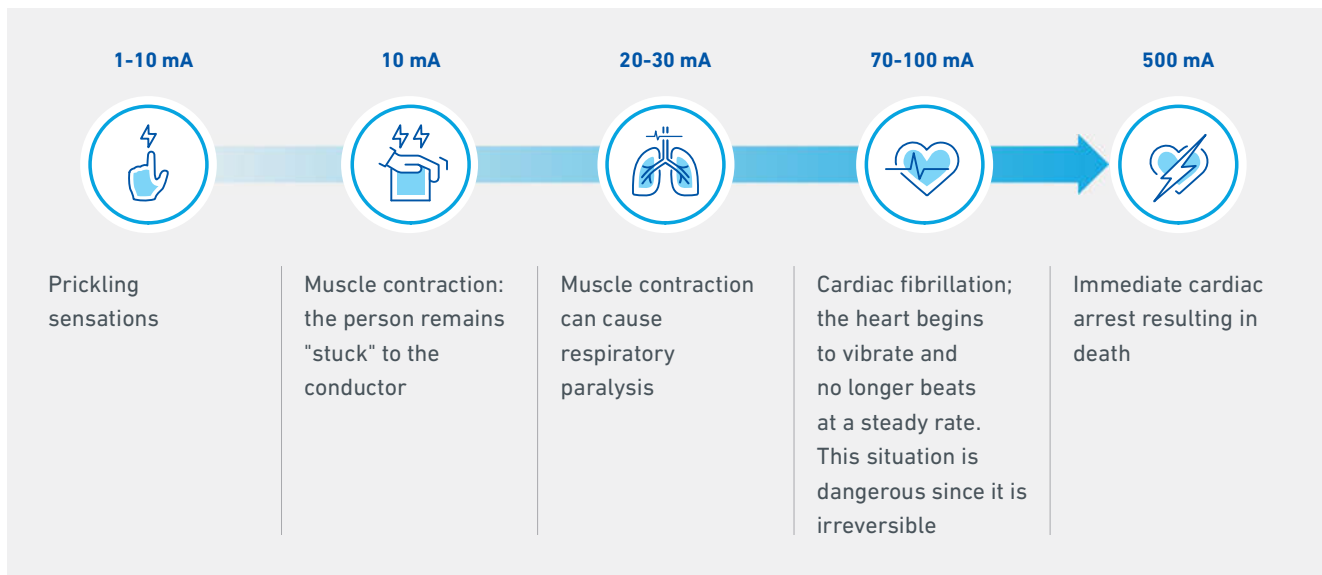 1-10 mA
10 mA
20-30 mA
70-100 mA
500 mA
Prickling
sensations
Muscle contraction:
the person remains
"stuck" to the
conductor
Muscle contraction
can cause
respiratory
paralysis
Cardiac fibrillation;
the heart begins
to vibrate and
no longer beats
at a steady rate.
This situation is
dangerous since it is
irreversible
Immediate cardiac
arrest resulting in
death